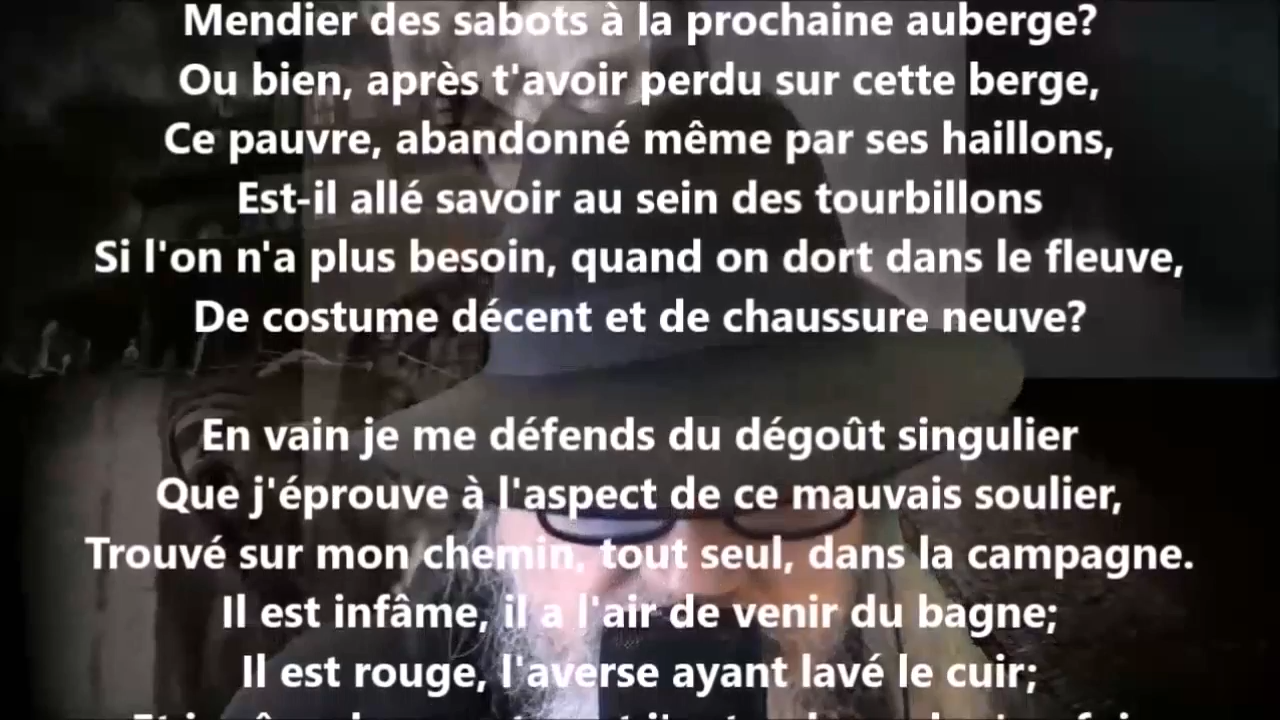 Mendier des sabots à la prochaine auberge?
Ou bien, après t'avoir perdu sur cette berge,
Ce pauvre, abandonné même par ses haillons,
Est-il allé savoir au sein des tourbillons
Si l'on n'a plus besoin, quand on dort dans le fleuve,
De costume décent et de chaussure neuve?
En vain je me défends du dégoût singulier
Que j'éprouve à l'aspect de ce mauvais soulier,
Trouvé sur mon chemin, tout seul, dans la campagne.
Il est infâme, il a l'air de venir du bagne;
Il est rouge, l'averse ayant lavé le cuir;